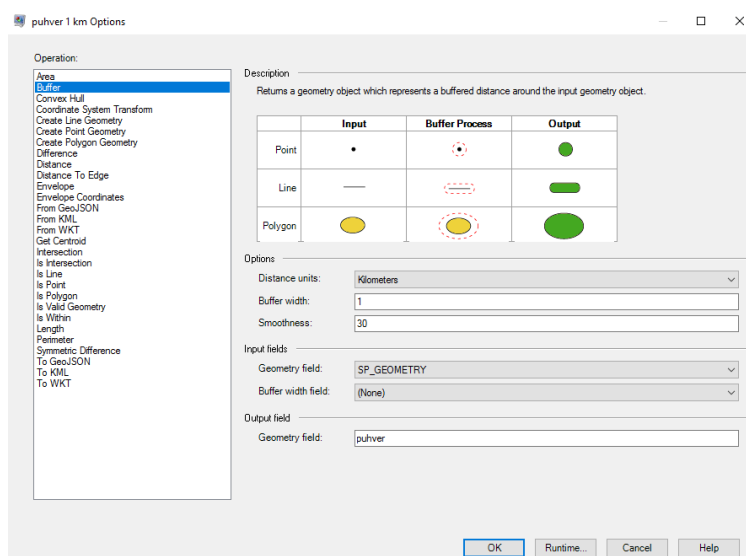 puhver 1 km Options
Operation:
Area
Buffer
Convex Hull
Coordinate System Transform
Create Line Geometry
Create Point Geometry
Create Polygon Geometry
Difference
Distance
Distance To Edge
Envelope
Envelope Coordinates
From GeoJSON
From KML
From WKT
Get Centroid
Intersection
Is Intersection
Is Line
Is Point
Is Polygon
Is Valid Geometry
Is Within
Length
Perimeter
Symmetric Difference
To GeoJSON
To KML
To WKT
Description
Returns a geometry object which represents a buffered distance around the input geometry object.
Input Buffer Process Output
Point
Line
Polygon
Options
Distance units: Kilometers
Buffer width: 1
Smoothness: 30
Input fields
Geometry field: SP_GEOMETRY
Buffer width field: (None)
Output field
Geometry field: puhver
OK Runtime... Cancel Help